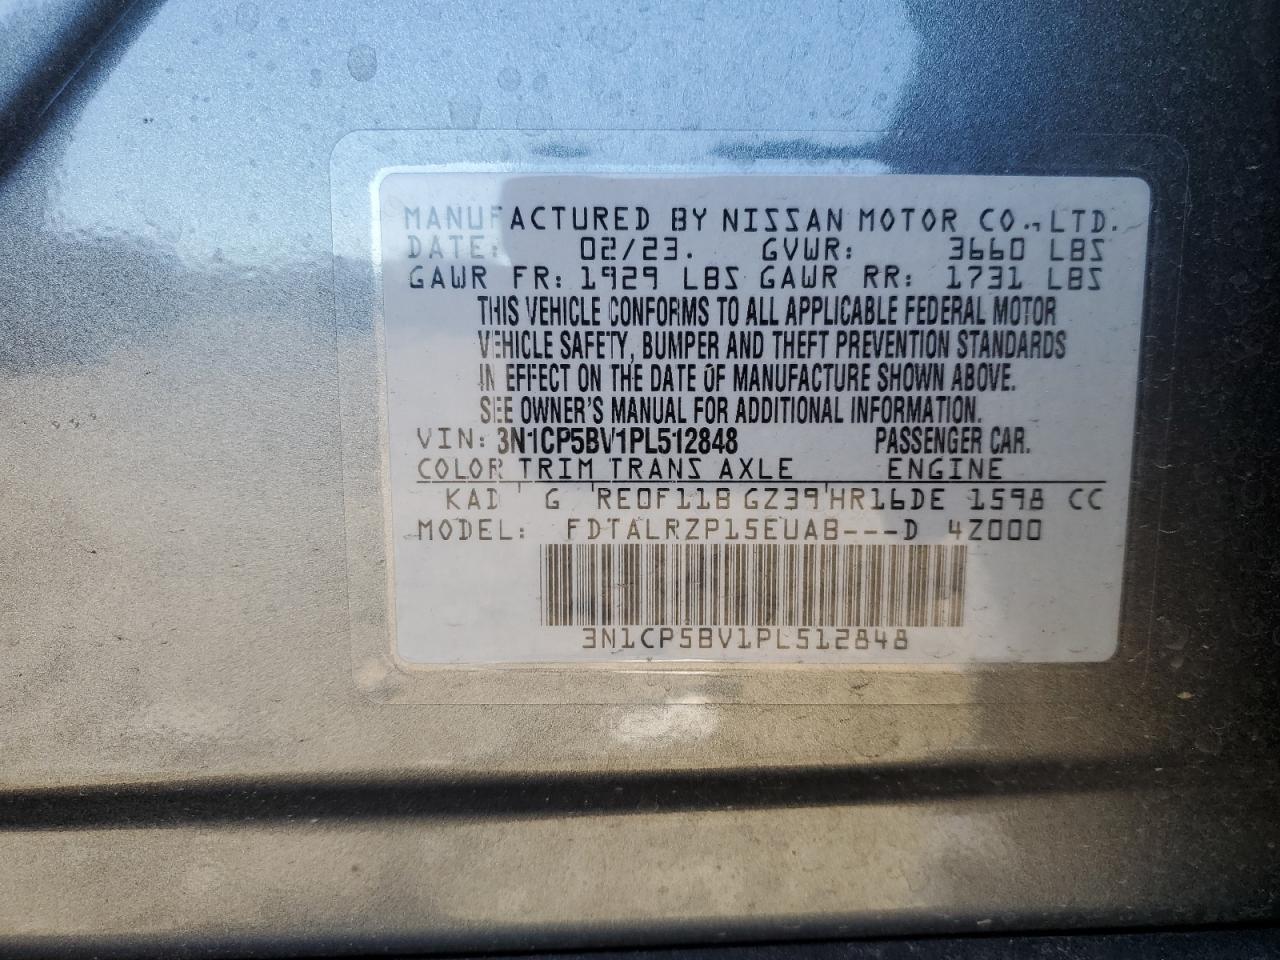 MANUFACTURED BY NISSAN MOTOR CO.,LTD.
DATE: 02/23. GVWR: 3660 LBS
GAWR FR: 1929 LBS GAWR RR: 1731 LBS
THIS VEHICLE CONFORMS TO ALL APPLICABLE FEDERAL MOTOR
VEHICLE SAFETY, BUMPER AND THEFT PREVENTION STANDARDS
IN EFFECT ON THE DATE OF MANUFACTURE SHOWN ABOVE.
SEE OWNER'S MANUAL FOR ADDITIONAL INFORMATION.
VIN: 3N1CP5BV1PL512848 PASSENGER CAR.
COLOR TRIM TRANS AXLE ENGINE
KAD ' G ' RE0F11B GZ39 ' HR16DE 1598 CC
MODEL: FDTALRZP15EUAB---D 4Z000
3N1CP5BV1PL512848